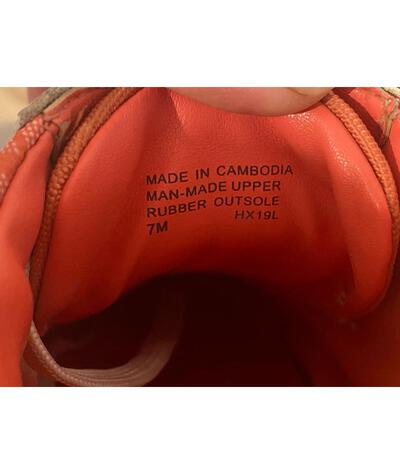 MADE IN CAMBODIA
MAN-MADE UPPER
RUBBER OUTSOLE
7M HX19L